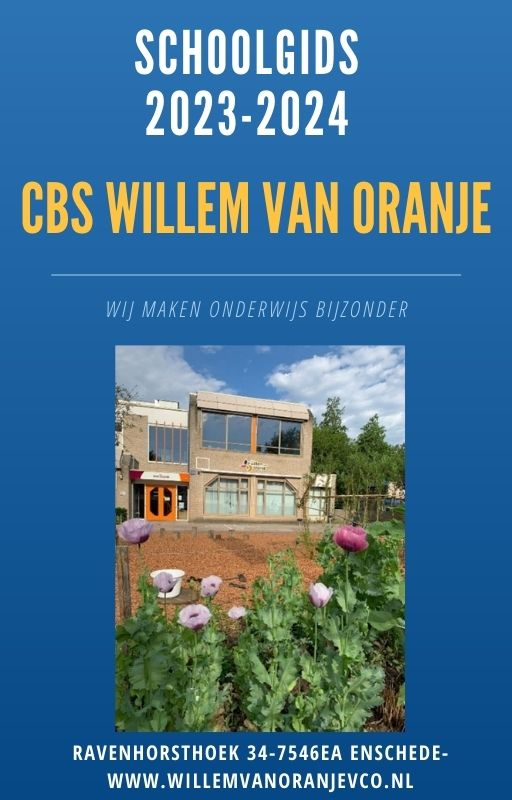 SCHOOLGIDS
2023-2024
CBS WILLEM VAN ORANJE
WIJ MAKEN ONDERWIJS BIJZONDER
RAVENHORSTHOEK 34-7546EA ENSCHEDE-
WWW.WILLEMVANORANJEVCO.NL